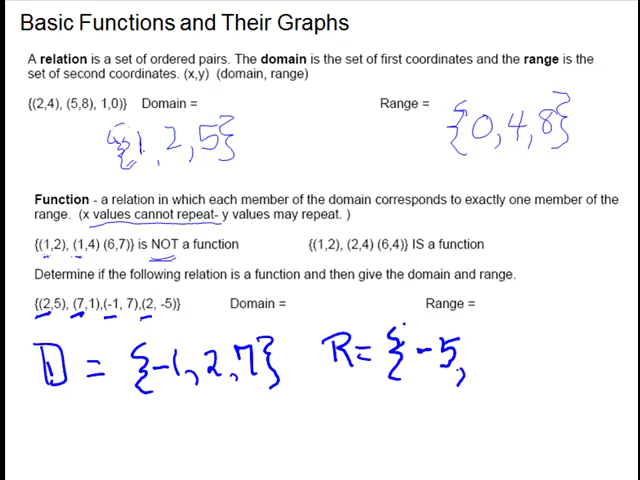 Basic Functions and Their Graphs
A relation is a set of ordered pairs. The domain is the set of first coordinates and the range is the
set of second coordinates. (x,y) (domain, range)
{(2,4), (5,8), 1,0)} Domain = Range =
{1, 2, 5} {0, 4, 8}
Function - a relation in which each member of the domain corresponds to exactly one member of the
range. (x values cannot repeat- y values may repeat. )
{(1,2), (1,4) (6,7)} is NOT a function {(1,2), (2,4) (6,4)} IS a function
Determine if the following relation is a function and then give the domain and range.
{(2,5), (7,1),(-1, 7),(2, -5)} Domain = Range =
D = {-1, 2, 7} R = {-5,